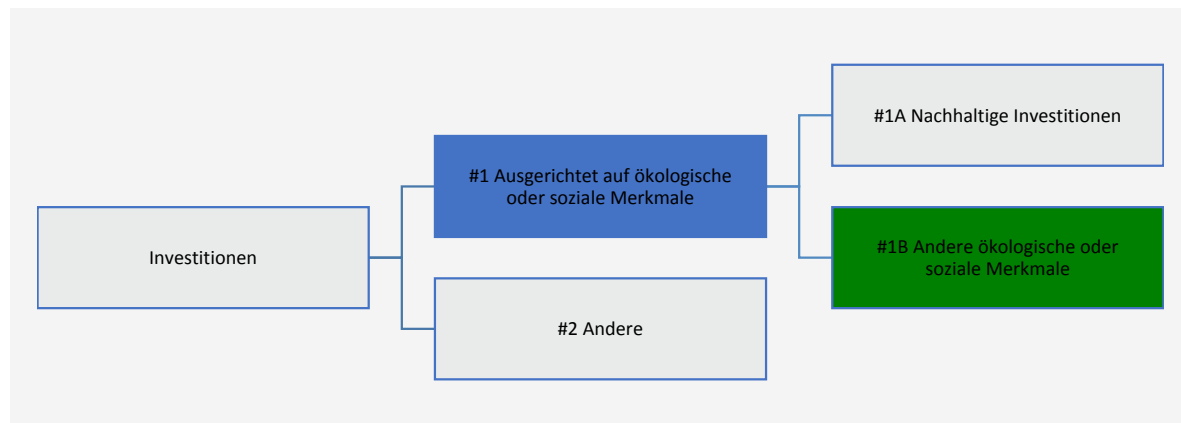 Investitionen
#1 Ausgerichtet auf ökologische
oder soziale Merkmale
#2 Andere
#1A Nachhaltige Investitionen
#1B Andere ökologische oder
soziale Merkmale